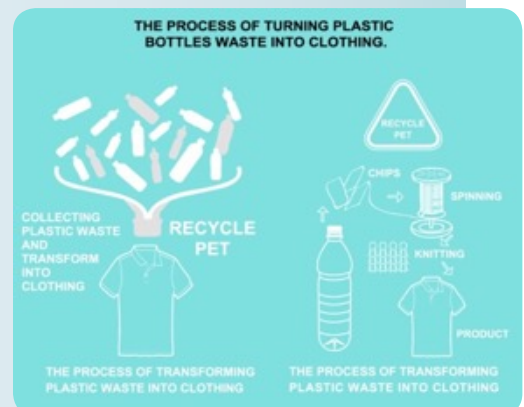 THE PROCESS OF TURNING PLASTIC
BOTTLES WASTE INTO CLOTHING.
COLLECTING
PLASTIC WASTE
AND
TRANSFORM
INTO
CLOTHING
RECYCLE
PET
THE PROCESS OF TRANSFORMING
PLASTIC WASTE INTO CLOTHING
RECYCLE
PET
CHIPS
SPINNING
KNITTING
PRODUCT
THE PROCESS OF TRANSFORMING
PLASTIC WASTE INTO CLOTHING